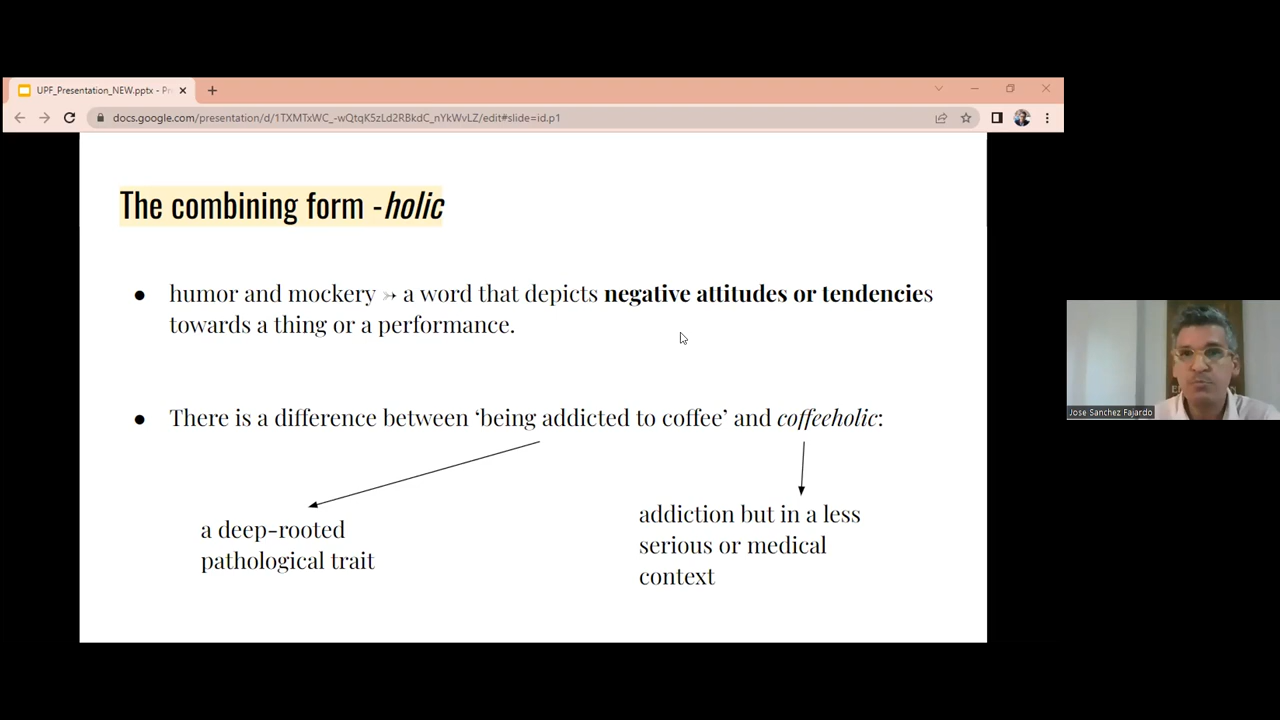 UPF_Presentation_NEW.pptx - Pr
docs.google.com/presentation/d/1TXMTxWC_-wQtqK5zLd2RBkdC_nYkWvLZ/edit#slide=id.p1
The combining form -holic
● humor and mockery ➳ a word that depicts negative attitudes or tendencies
towards a thing or a performance.
● There is a difference between ‘being addicted to coffee’ and coffeeholic:
a deep-rooted
pathological trait
addiction but in a less
serious or medical
context
Jose Sanchez Fajardo